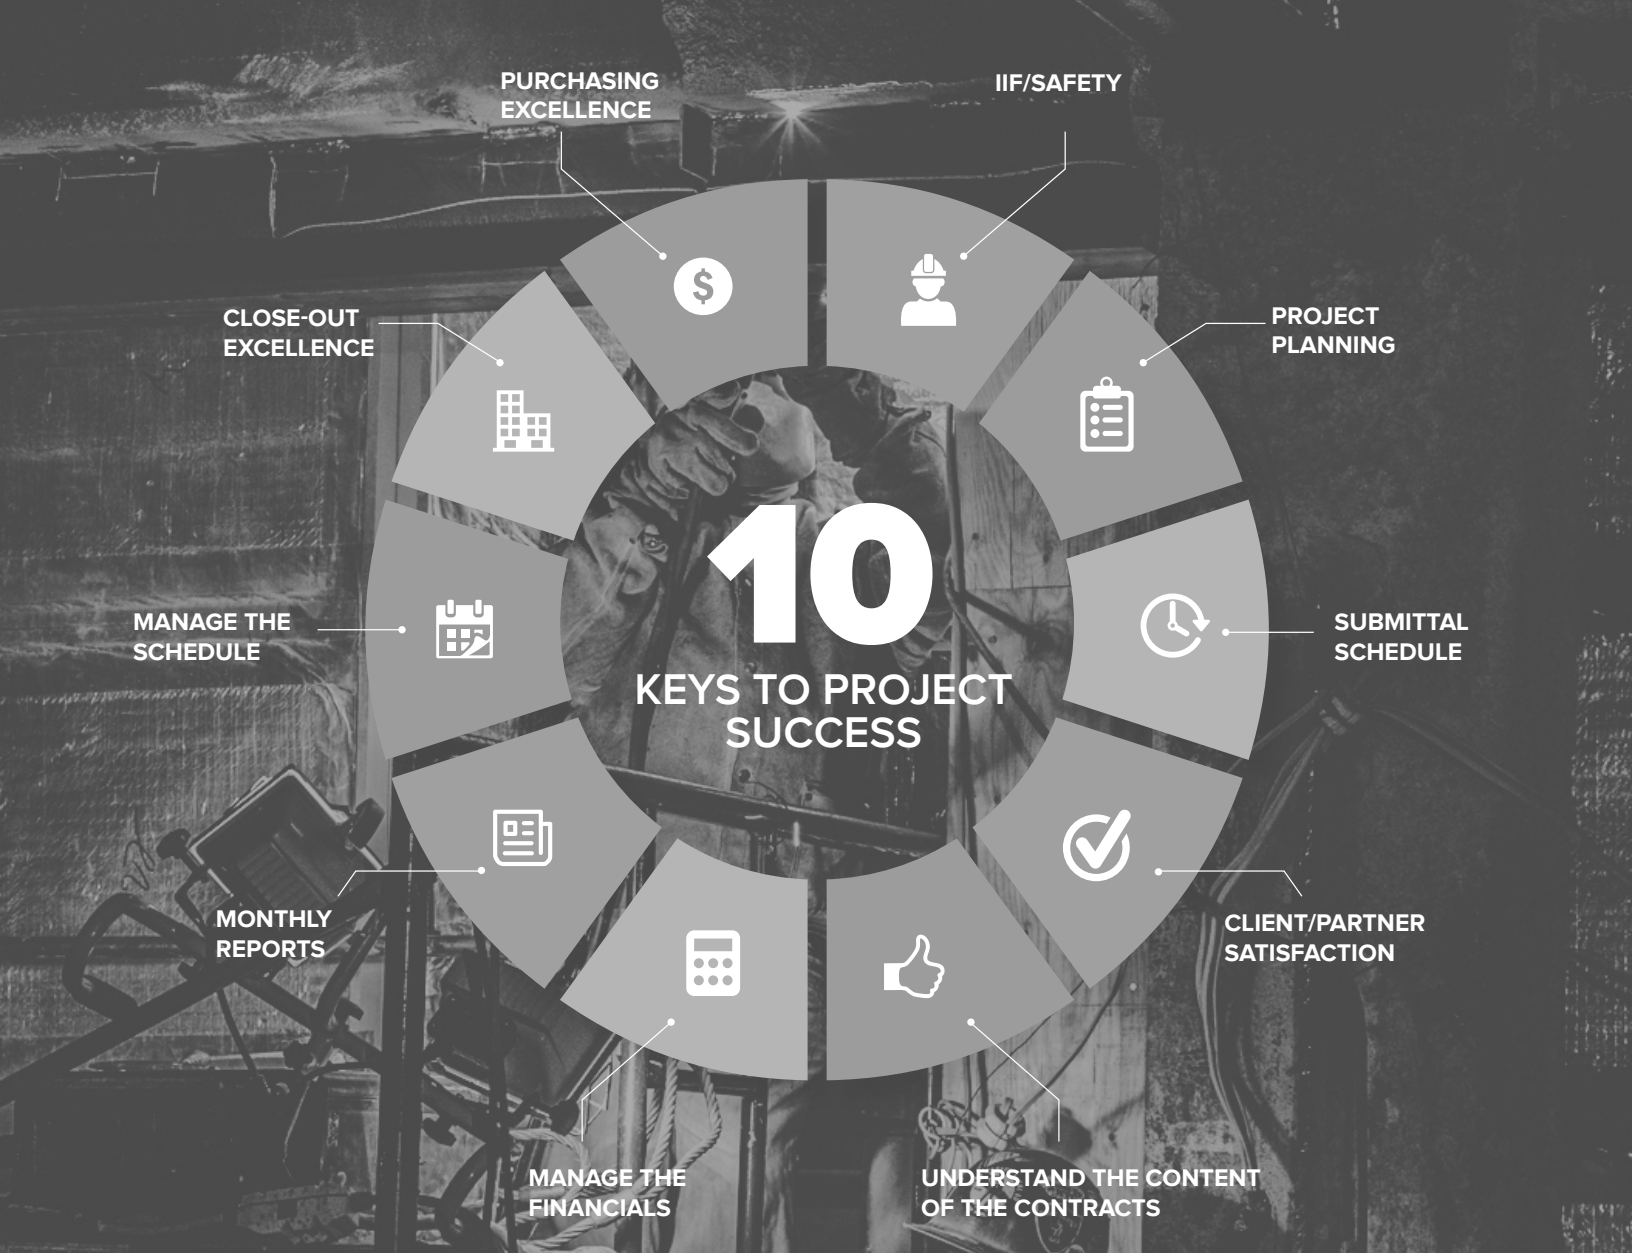 PURCHASING
EXCELLENCE
IIF/SAFETY
CLOSE-OUT
EXCELLENCE
PROJECT
PLANNING
10
KEYS TO PROJECT
SUCCESS
MANAGE THE
SCHEDULE
SUBMITTAL
SCHEDULE
MONTHLY
REPORTS
CLIENT/PARTNER
SATISFACTION
MANAGE THE
FINANCIALS
UNDERSTAND THE CONTENT
OF THE CONTRACTS